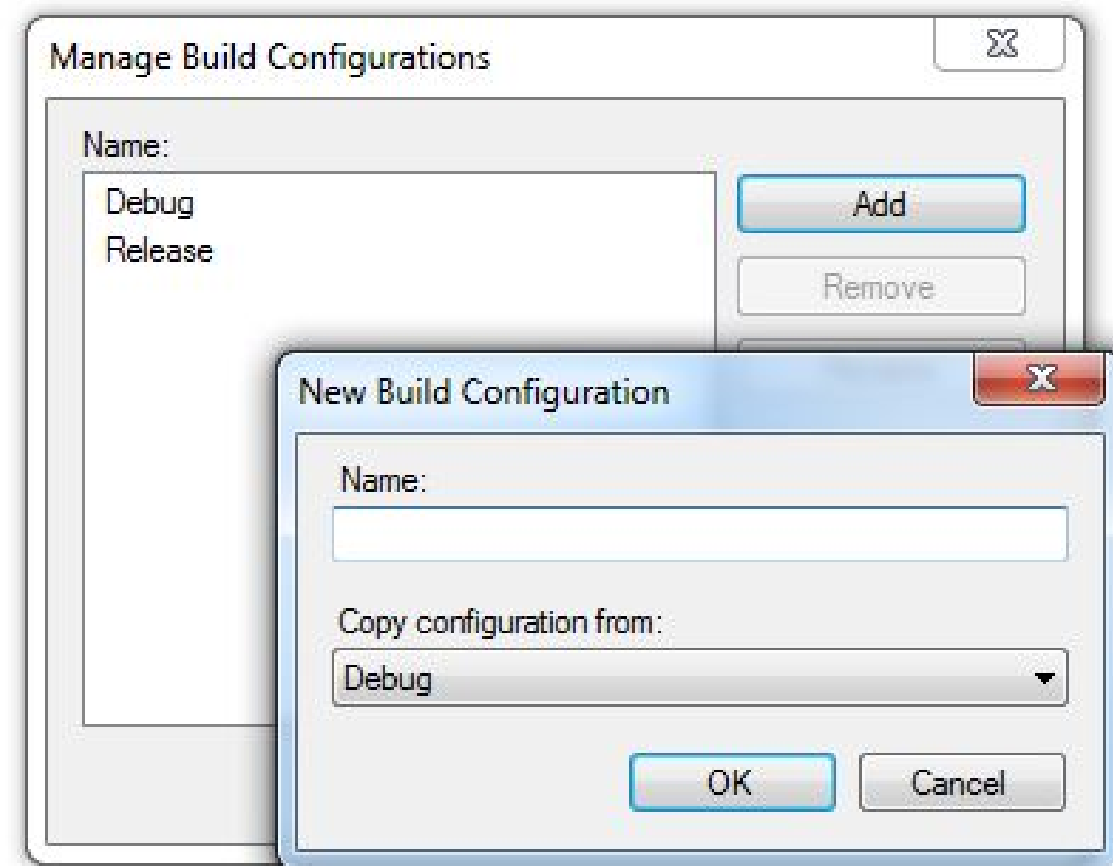 Manage Build Configurations
Name:
Debug
Release
Add
Remove
New Build Configuration
Name:
Copy configuration from:
Debug
OK
Cancel